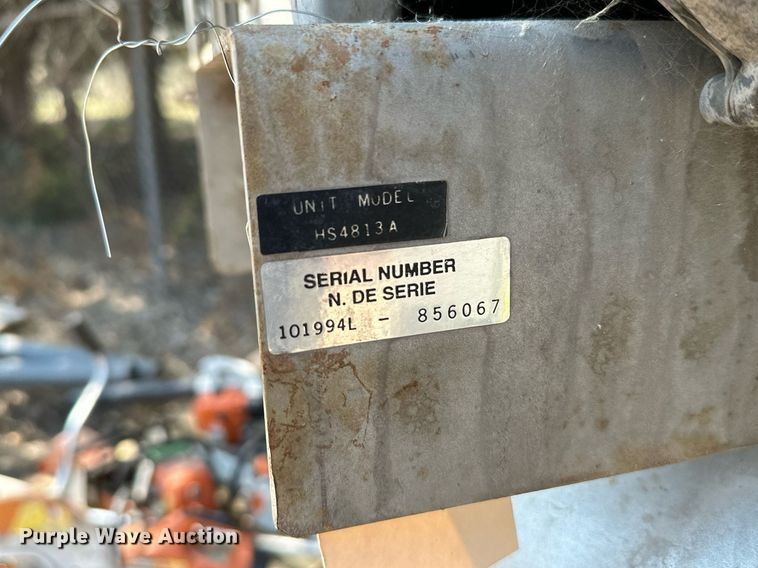 UNIT MODEL
HS4813A
SERIAL NUMBER
N. DE SERIE
101994L - 856067
Purple Wave Auction